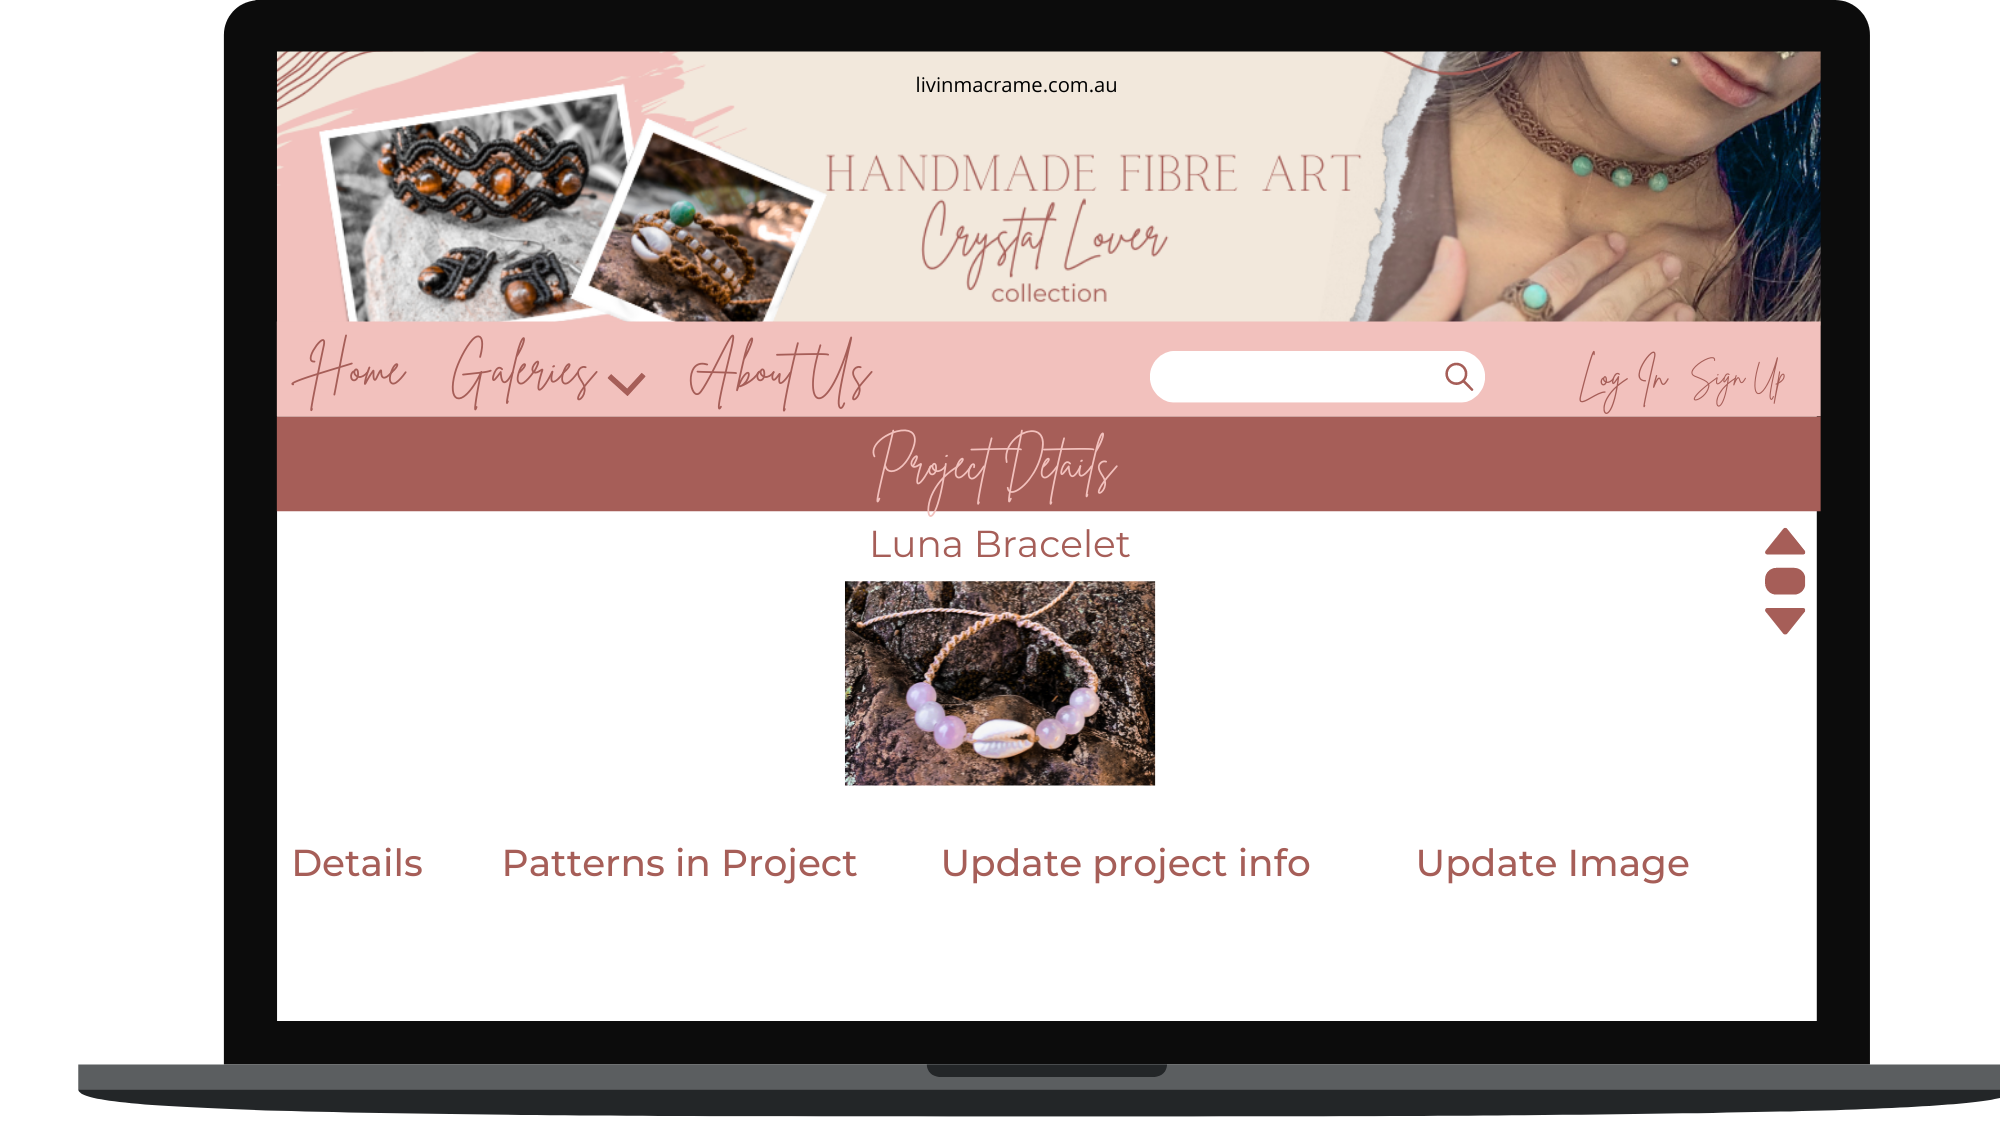 livinmacrame.com.au
HANDMADE FIBRE ART
Crystal Lover
collection
Home Galeries About Us Log In Sign Up
Project Details
Luna Bracelet
Details Patterns in Project Update project info Update Image